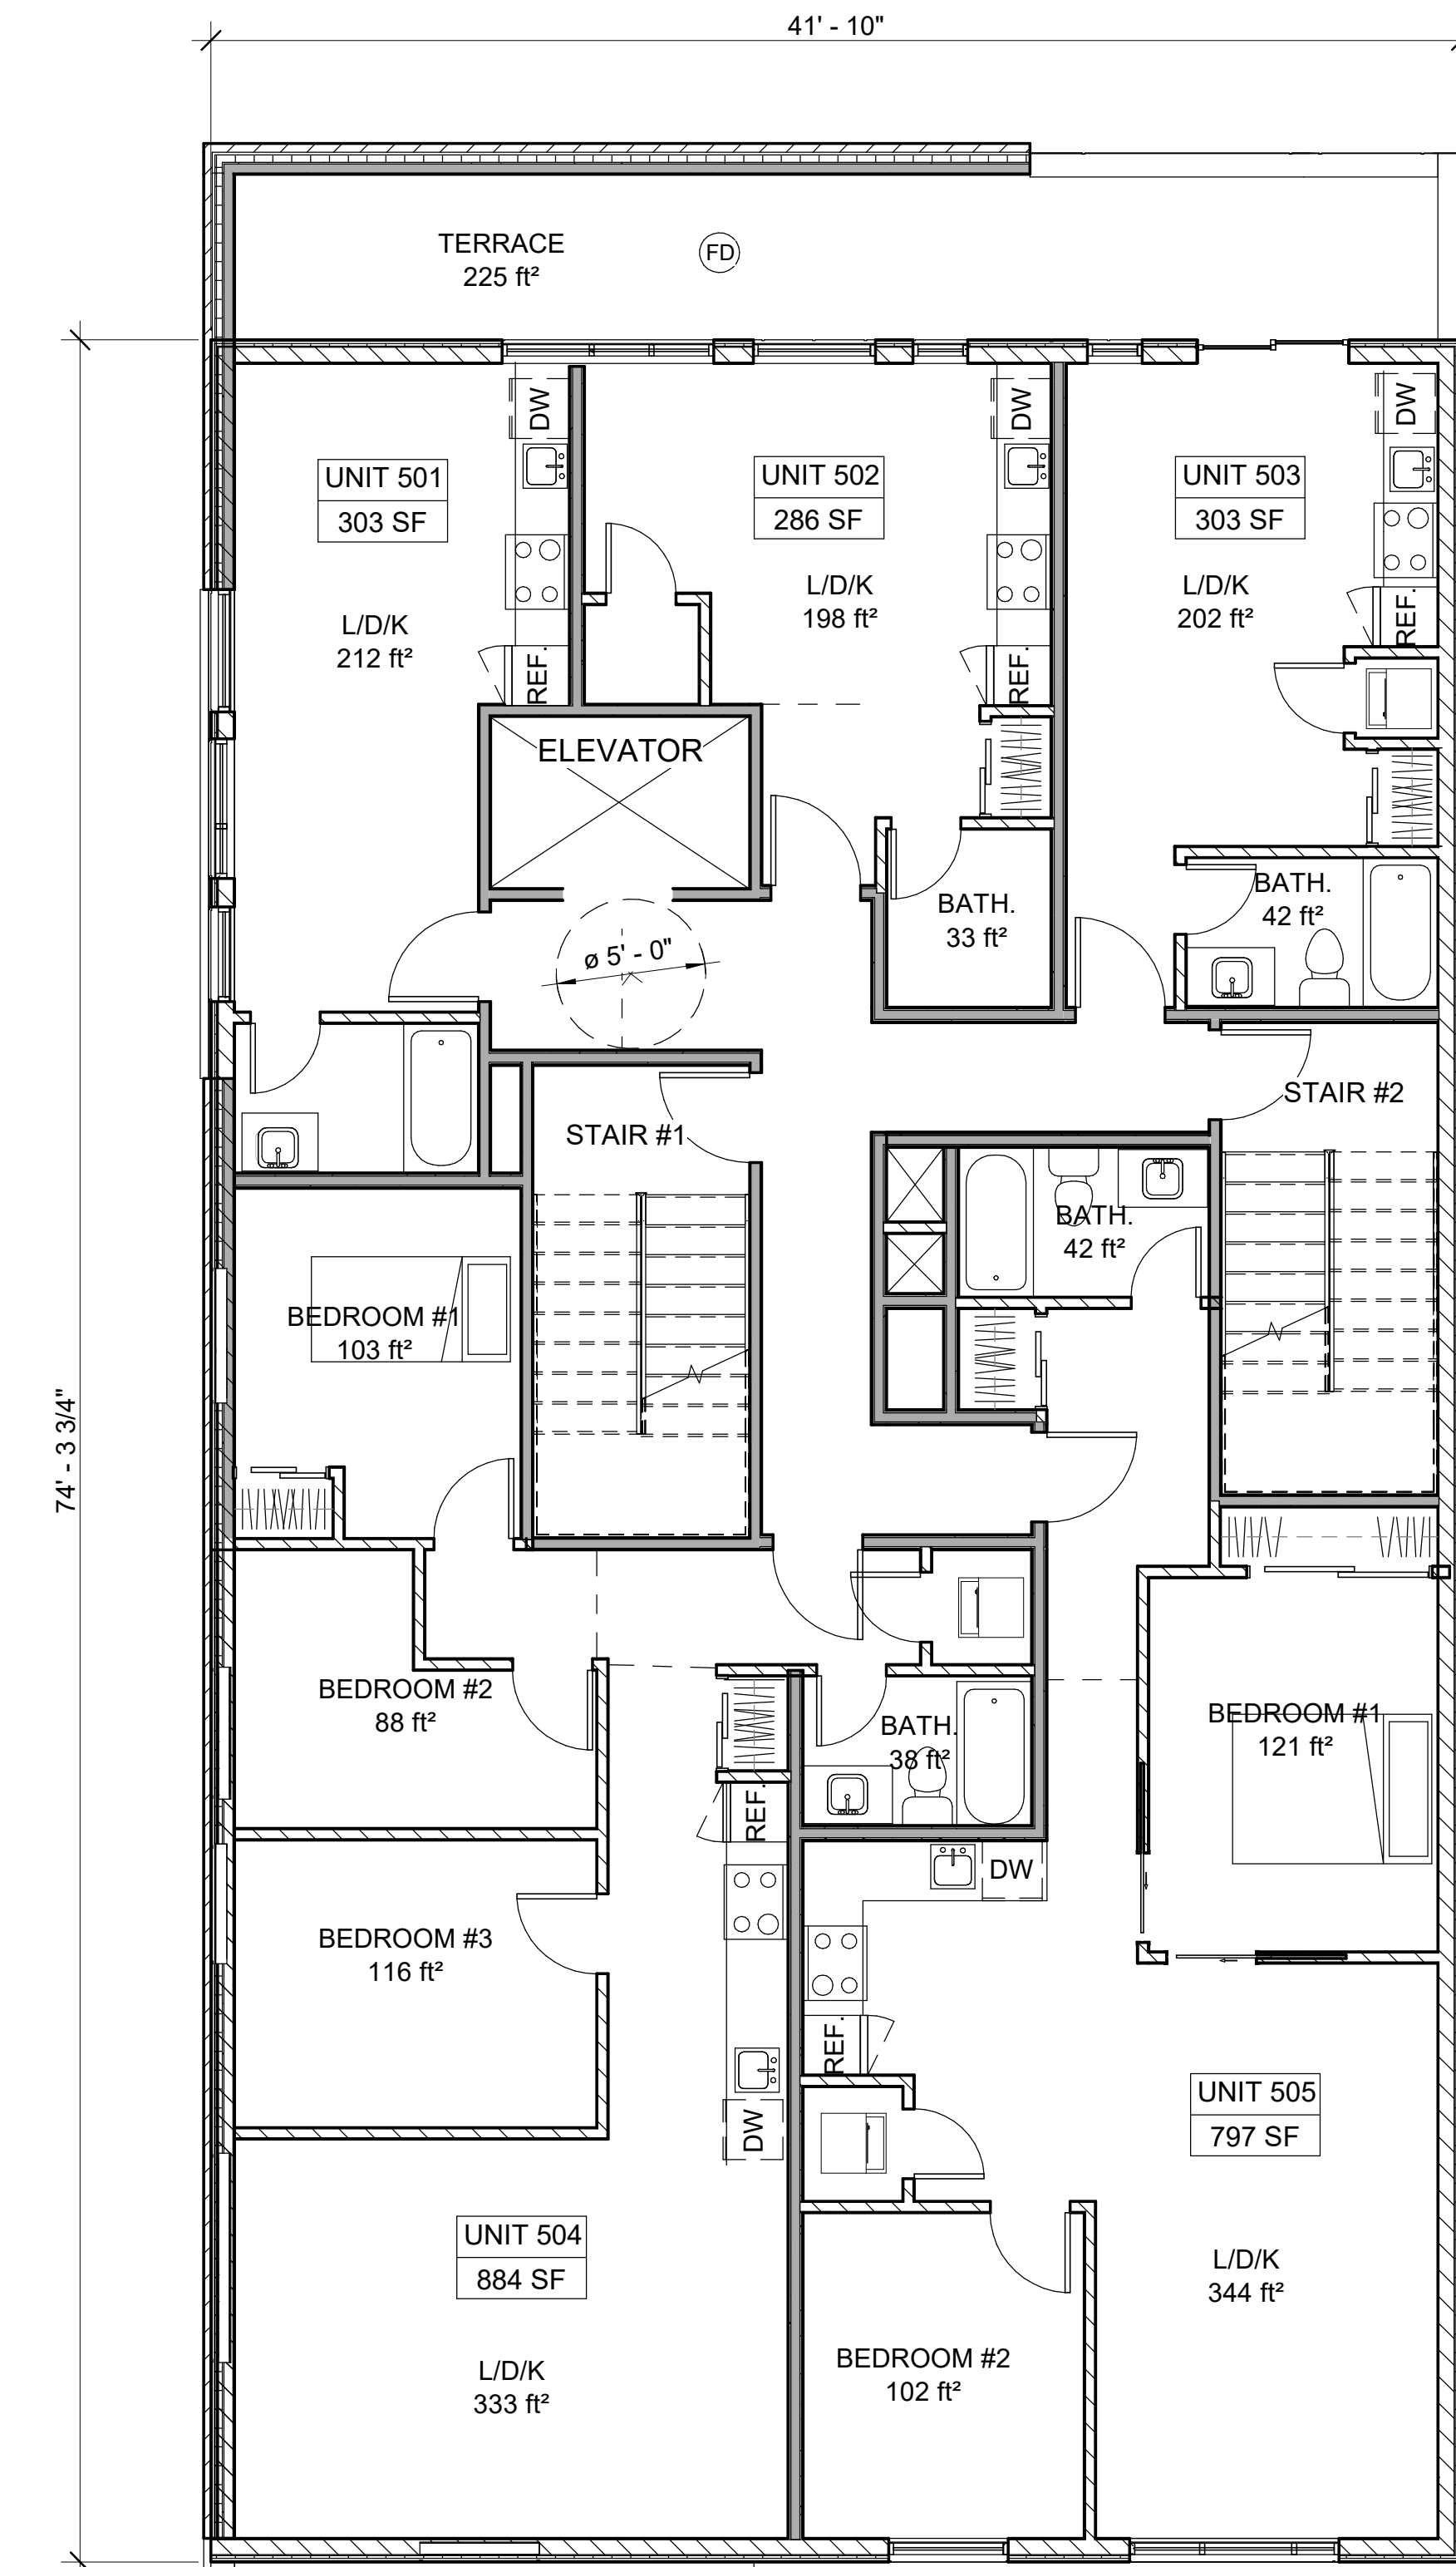 41' - 10"
TERRACE
225 ft²
FD
DW
DW
DW
UNIT 501
303 SF
UNIT 502
286 SF
UNIT 503
303 SF
L/D/K
212 ft²
L/D/K
198 ft²
L/D/K
202 ft²
REF.
REF.
REF.
ELEVATOR
BATH.
33 ft²
BATH.
42 ft²
ø 5' - 0"
STAIR #1
STAIR #2
BATH.
42 ft²
BEDROOM #1
103 ft²
74' - 3 3/4"
BEDROOM #2
88 ft²
BATH.
38 ft²
BEDROOM #1
121 ft²
REF.
DW
BEDROOM #3
116 ft²
REF.
DW
UNIT 505
797 SF
UNIT 504
884 SF
L/D/K
344 ft²
L/D/K
333 ft²
BEDROOM #2
102 ft²